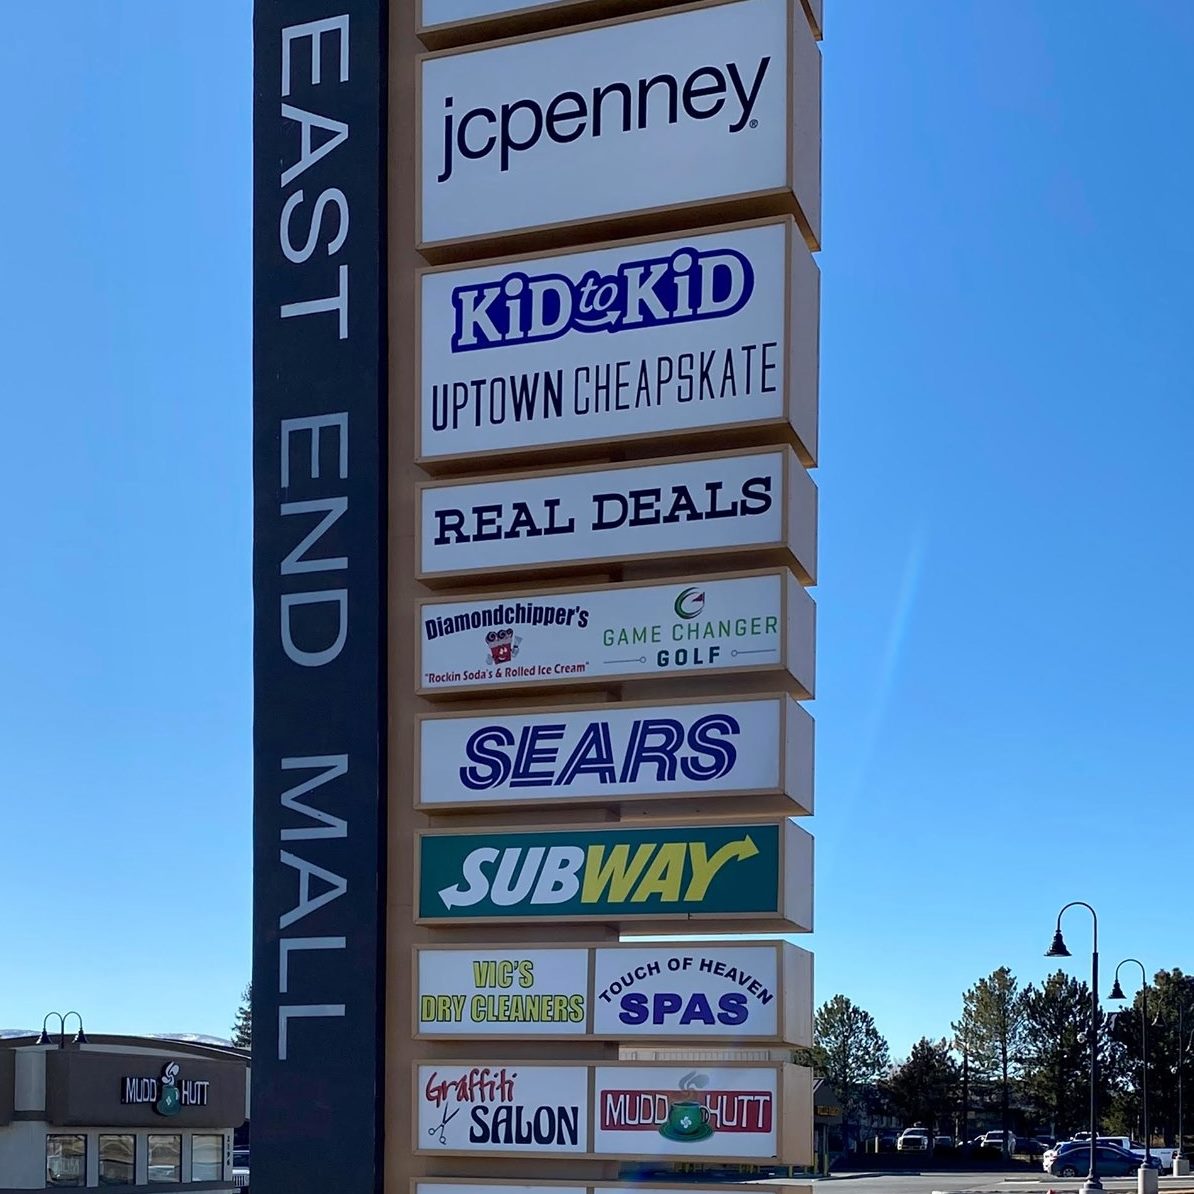 EAST END MALL
jcpenney®
KiD to KiD
UPTOWN CHEAPSKATE
REAL DEALS
Diamondchipper's
"Rockin Soda's & Rolled Ice Cream"
GAME CHANGER
GOLF
SEARS
SUBWAY
VIC'S
DRY CLEANERS
TOUCH OF HEAVEN
SPAS
Graffiti
SALON
MUDD HUTT
MUDD HUTT